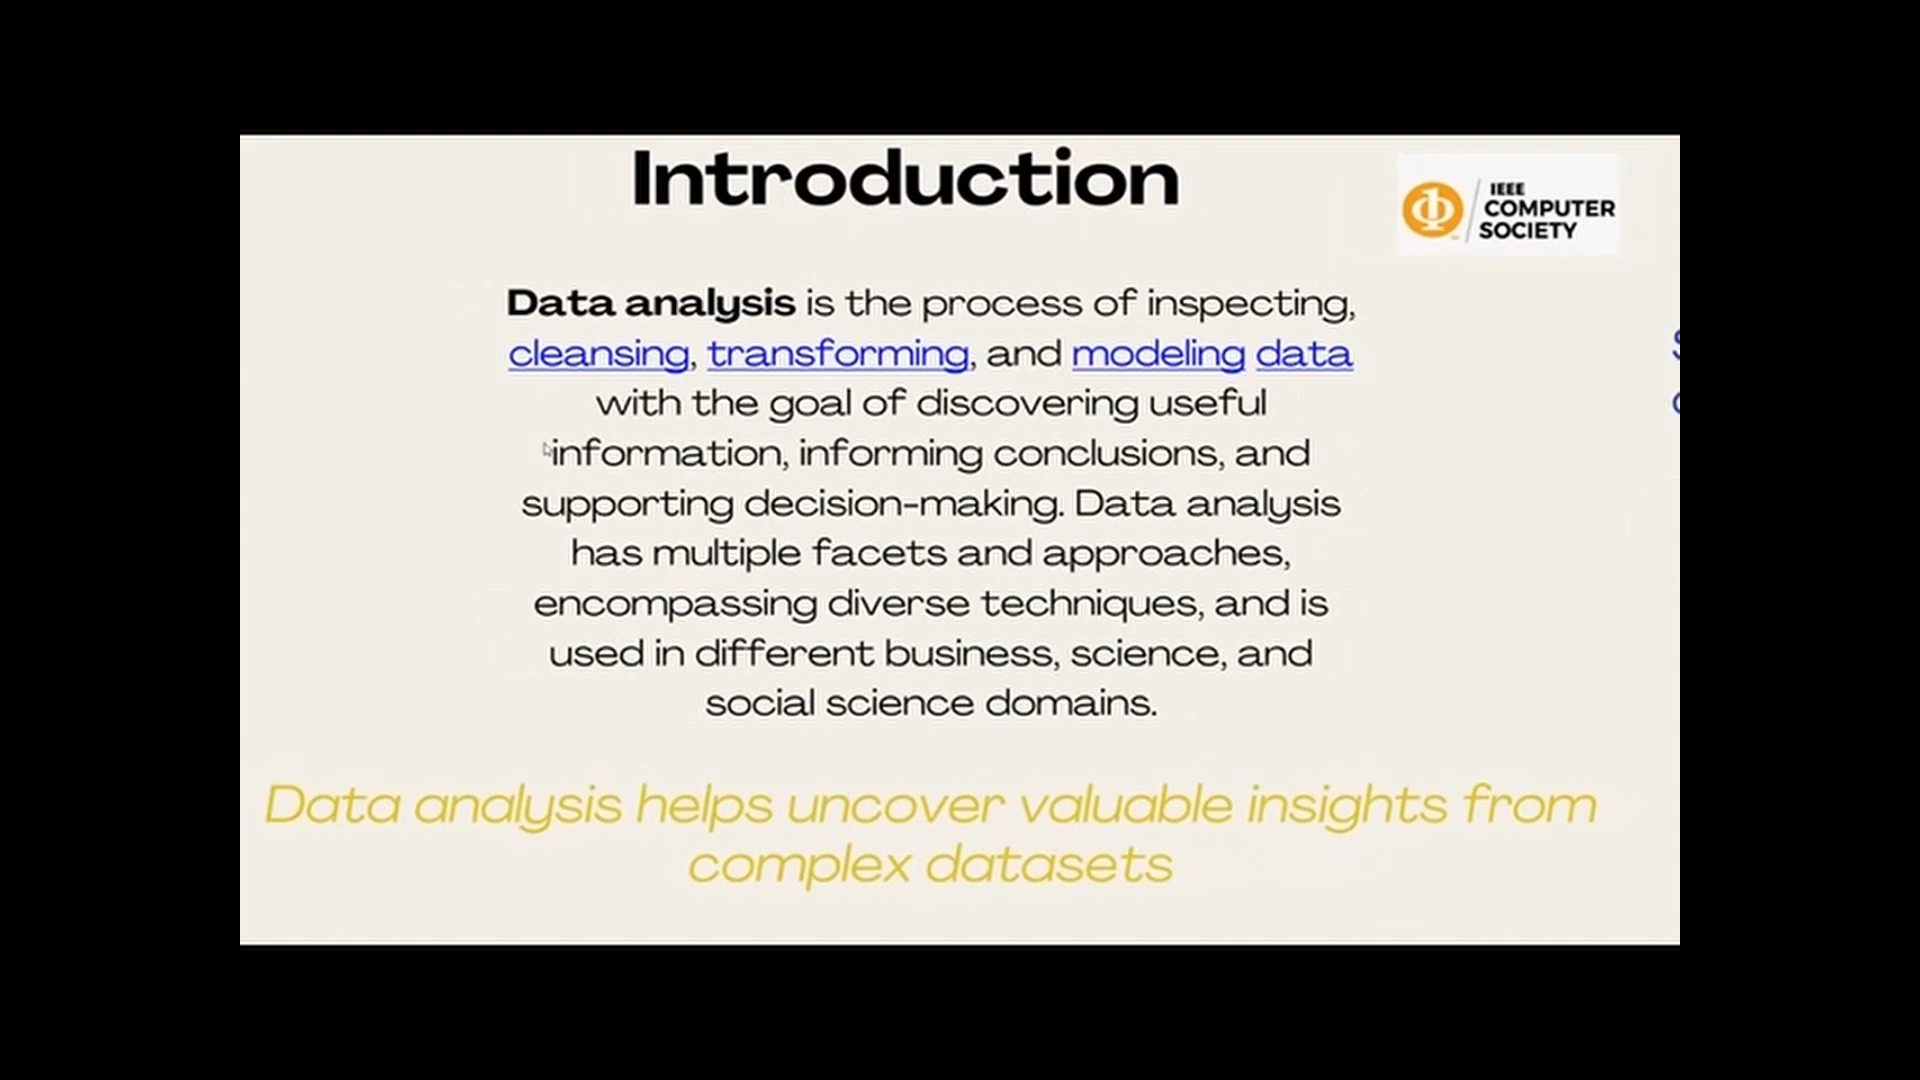 Introduction
IEEE
COMPUTER
SOCIETY
Data analysis is the process of inspecting,
cleansing, transforming, and modeling data
with the goal of discovering useful
information, informing conclusions, and
supporting decision-making. Data analysis
has multiple facets and approaches,
encompassing diverse techniques, and is
used in different business, science, and
social science domains.
Data analysis helps uncover valuable insights from
complex datasets